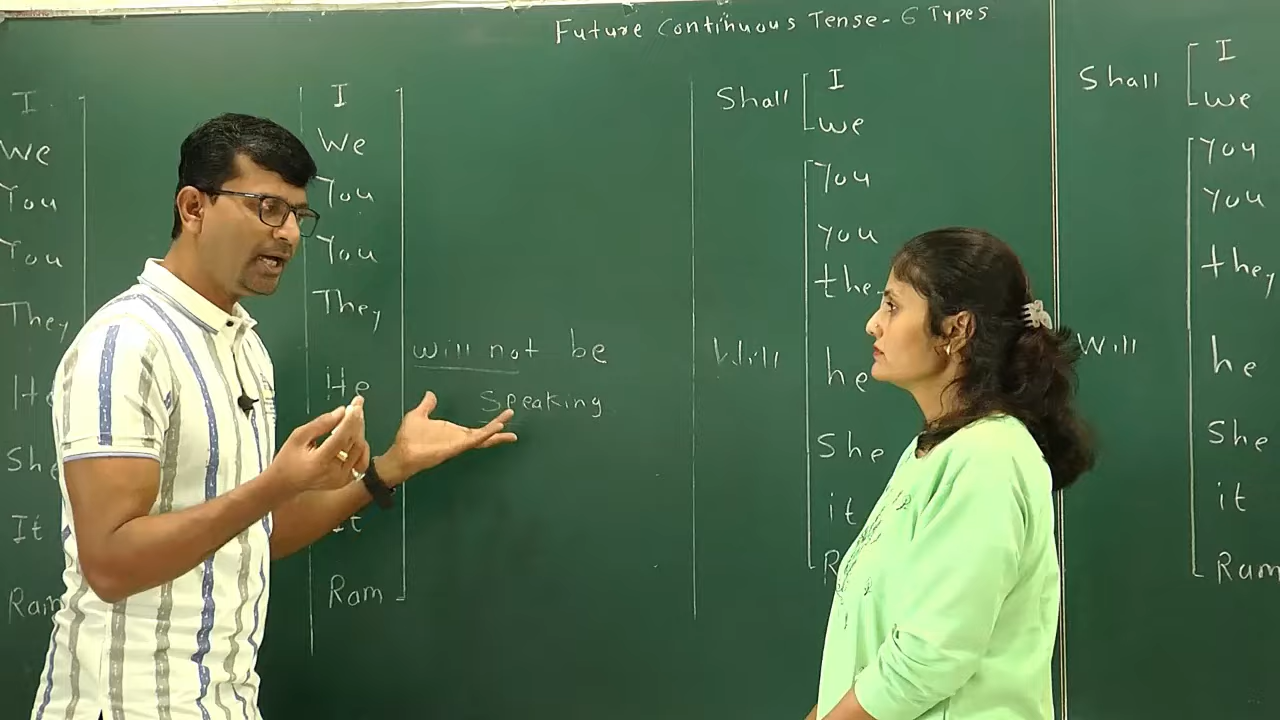 Future Continuous Tense - 6 Types
I
We
You
You
They
He
She
It
Ram
I
We
You
You
They
He
It
Ram
will not be
speaking
Shall
I
we
you
you
the
Will
he
she
it
R
Shall
I
we
you
you
they
Will
he
she
it
Ram